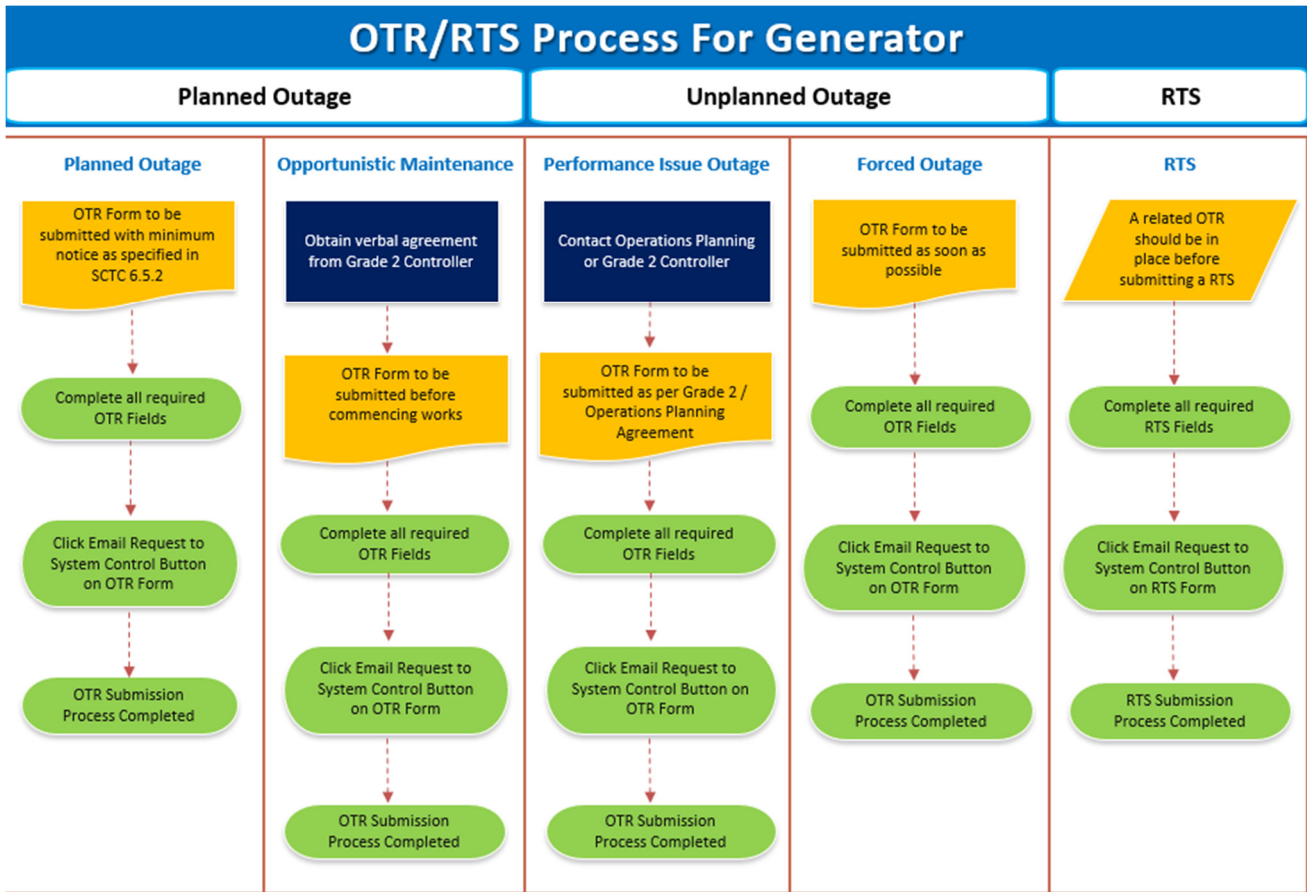 OTR/RTS Process For Generator
Planned Outage
Unplanned Outage
RTS
Planned Outage
OTR Form to be
submitted with minimum
notice as specified in
SCTC 6.5.2
Complete all required
OTR Fields
Click Email Request to
System Control Button
on OTR Form
OTR Submission
Process Completed
Opportunistic Maintenance
Obtain verbal agreement
from Grade 2 Controller
OTR Form to be
submitted before
commencing works
Complete all required
OTR Fields
Click Email Request to
System Control Button
on OTR Form
OTR Submission
Process Completed
Performance Issue Outage
Contact Operations Planning
or Grade 2 Controller
OTR Form to be
submitted as per Grade 2 /
Operations Planning
Agreement
Complete all required
OTR Fields
Click Email Request to
System Control Button on
OTR Form
OTR Submission
Process Completed
Forced Outage
OTR Form to be
submitted as soon as
possible
Complete all required
OTR Fields
Click Email Request to
System Control Button
on OTR Form
OTR Submission
Process Completed
RTS
A related OTR
should be in
place before
submitting a RTS
Complete all required
RTS Fields
Click Email Request to
System Control Button
on RTS Form
RTS Submission
Process Completed